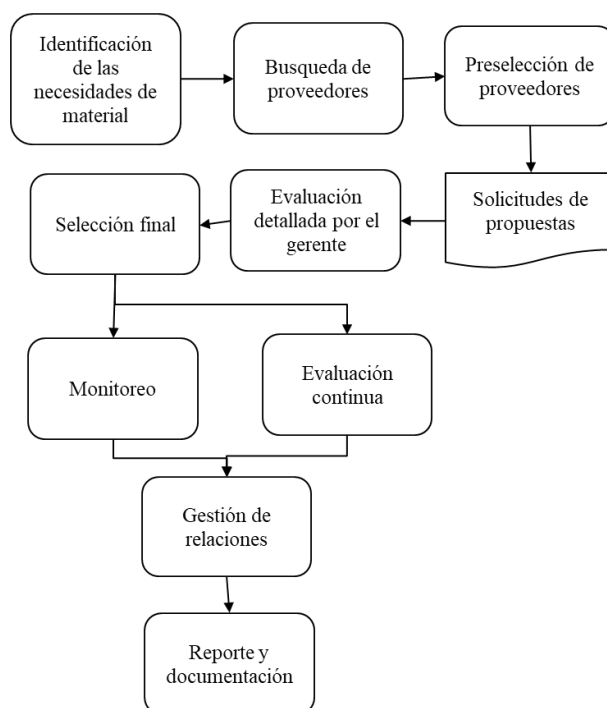 Identificación
de las
necesidades de
material
Busqueda de
proveedores
Preselección de
proveedores
Solicitudes de
propuestas
Evaluación
detallada por el
gerente
Selección final
Monitoreo
Evaluación
continua
Gestión de
relaciones
Reporte y
documentación